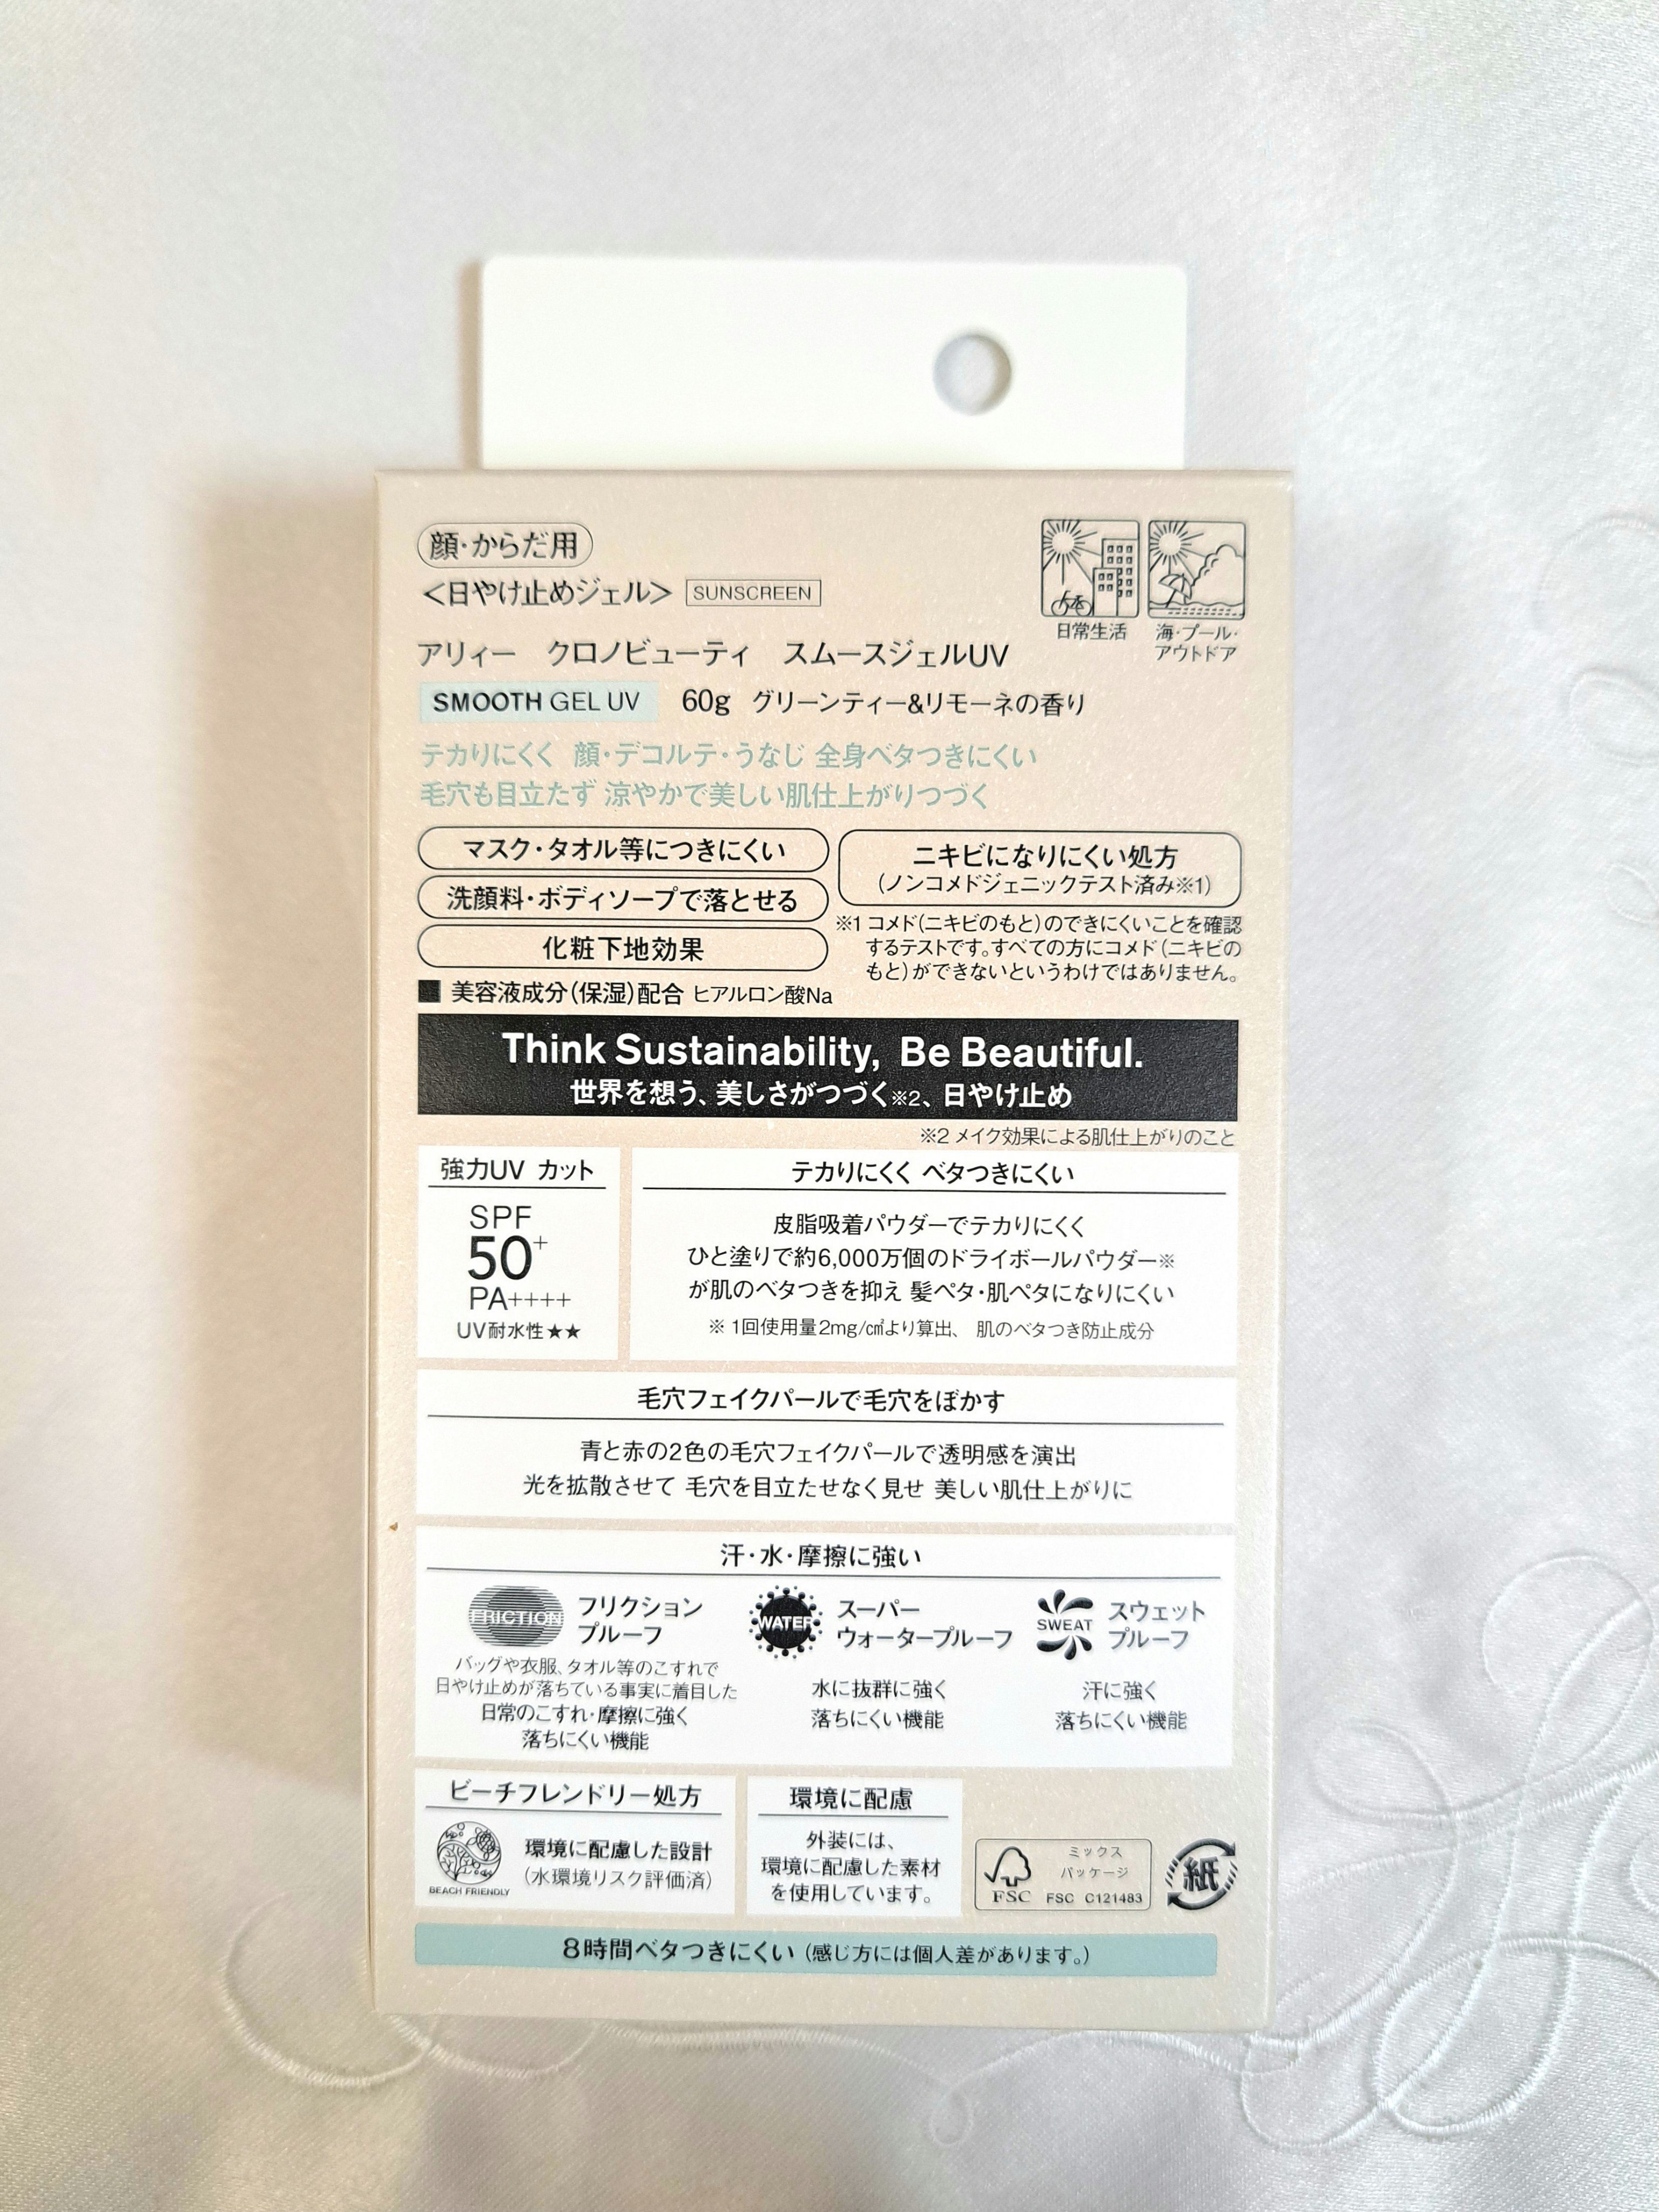 顔・からだ用
<日やけ止めジェル> SUNSCREEN
日常生活
海・プール・
アウトドア
アリィー クロノビューティ スムースジェルUV
SMOOTH GEL UV 60g グリーンティー&リモーネの香り
テカりにくく 顔・デコルテ・うなじ 全身ベタつきにくい
毛穴も目立たず 涼やかで美しい肌仕上がりつづく
マスク・タオル等につきにくい
洗顔料・ボディソープで落とせる
化粧下地効果
ニキビになりにくい処方
(ノンコメドジェニックテスト済み※1)
※1 コメド(ニキビのもと)のできにくいことを確認
するテストです。すべての方にコメド(ニキビの
もと)ができないというわけではありません。
■ 美容液成分(保湿)配合 ヒアルロン酸Na
Think Sustainability, Be Beautiful.
世界を想う、美しさがつづく※2、日やけ止め
※2 メイク効果による肌仕上がりのこと
強力UV カット
SPF
50+
PA++++
UV耐水性★★
テカりにくく ベタつきにくい
皮脂吸着パウダーでテカりにくく
ひと塗りで約6,000万個のドライボールパウダー※
が肌のベタつきを抑え 髪ペタ・肌ペタになりにくい
※ 1回使用量2mg/㎠より算出、 肌のベタつき防止成分
毛穴フェイクパールで毛穴をぼかす
青と赤の2色の毛穴フェイクパールで透明感を演出
光を拡散させて 毛穴を目立たせなく見せ 美しい肌仕上がりに
汗・水・摩擦に強い
FRICTION
フリクション
プルーフ
バッグや衣服、タオル等のこすれで
日やけ止めが落ちている事実に着目した
日常のこすれ・摩擦に強く
落ちにくい機能
WATER
スーパー
ウォータープルーフ
水に抜群に強く
落ちにくい機能
SWEAT
スウェット
プルーフ
汗に強く
落ちにくい機能
ビーチフレンドリー処方
BEACH FRIENDLY
環境に配慮した設計
(水環境リスク評価済)
環境に配慮
外装には、
環境に配慮した素材
を使用しています。
FSC
ミックス
パッケージ
FSC C121483
紙
8時間ベタつきにくい (感じ方には個人差があります。)